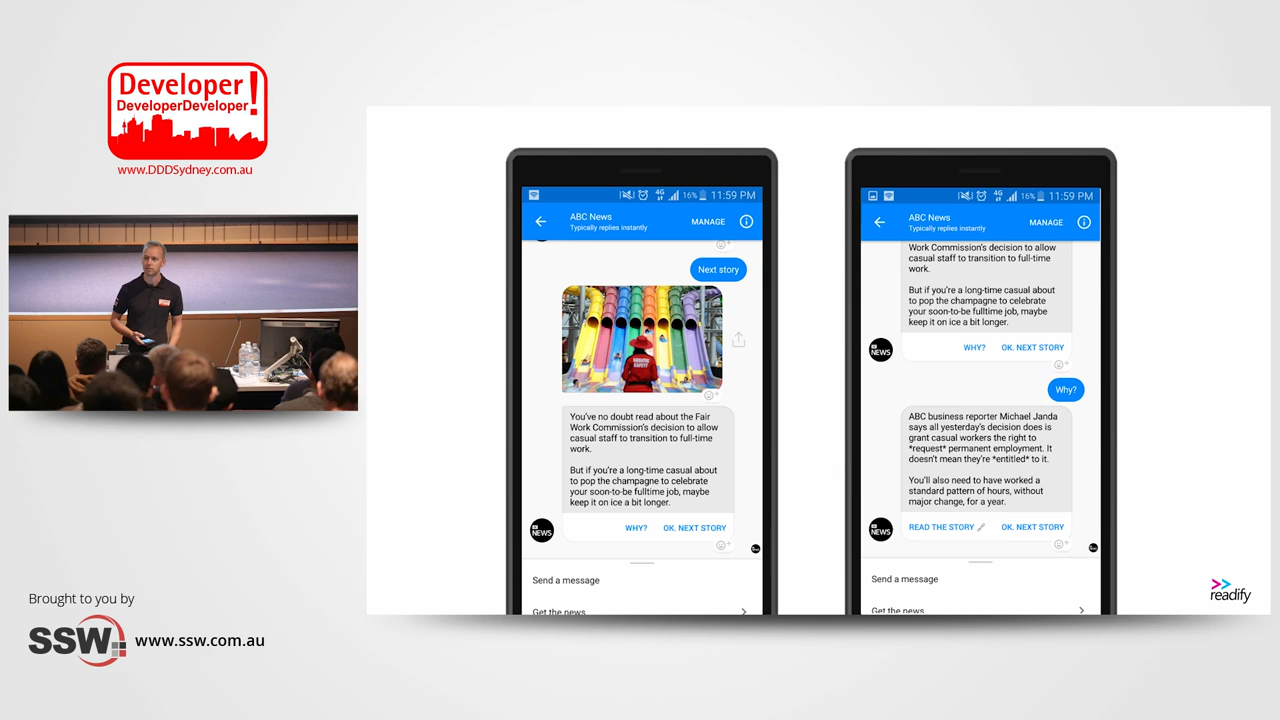 Developer!
DeveloperDeveloper
www.DDDSydney.com.au
Brought to you by
SSW
www.ssw.com.au
4G 16% 11:59 PM
ABC News
Typically replies instantly
MANAGE
Next story
You've no doubt read about the Fair
Work Commission's decision to allow
casual staff to transition to full-time
work.
But if you're a long-time casual about
to pop the champagne to celebrate
your soon-to-be fulltime job, maybe
keep it on ice a bit longer.
NEWS
WHY? OK. NEXT STORY
Send a message
Get the news
4G 16% 11:59 PM
ABC News
Typically replies instantly
MANAGE
Work Commission's decision to allow
casual staff to transition to full-time
work.
But if you're a long-time casual about
to pop the champagne to celebrate
your soon-to-be fulltime job, maybe
keep it on ice a bit longer.
NEWS
WHY? OK. NEXT STORY
Why?
ABC business reporter Michael Janda
says all yesterday's decision does is
grant casual workers the right to
*request* permanent employment. It
doesn't mean they're *entitled* to it.
You'll also need to have worked a
standard pattern of hours, without
major change, for a year.
NEWS
READ THE STORY OK. NEXT STORY
Send a message
Get the news
readify